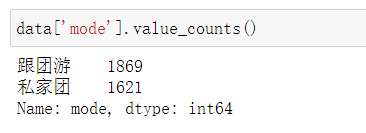 data['mode'].value_counts()
跟团游    1869
私家团    1621
Name: mode, dtype: int64